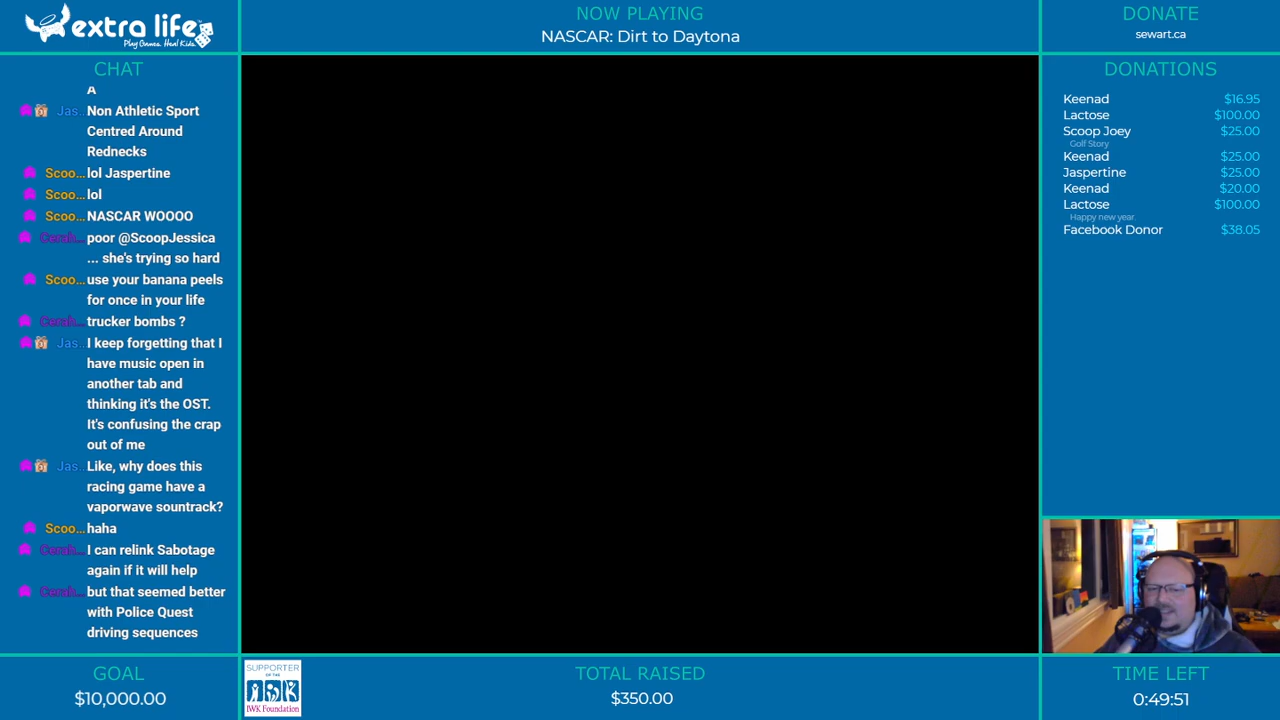 extra life
Play Games. Heal Kids.
NOW PLAYING
NASCAR: Dirt to Daytona
DONATE
sewart.ca
CHAT
A
Jas... Non Athletic Sport
Centred Around
Rednecks
Scoo... lol Jaspertine
Scoo... lol
Scoo... NASCAR WOOOO
poor @ScoopJessica
... she's trying so hard
Scoo... use your banana peels
for once in your life
trucker bombs ?
Jas... I keep forgetting that I
have music open in
another tab and
thinking it's the OST.
It's confusing the crap
out of me
Jas... Like, why does this
racing game have a
vaporwave sountrack?
Scoo... haha
I can relink Sabotage
again if it will help
but that seemed better
with Police Quest
driving sequences
DONATIONS
Keenad $16.95
Lactose $100.00
Scoop Joey $25.00
Golf Story
Keenad $25.00
Jaspertine $25.00
Keenad $20.00
Lactose $100.00
Happy new year.
Facebook Donor $38.05
GOAL
$10,000.00
SUPPORTER
OF THE
IWK
IWK Foundation
TOTAL RAISED
$350.00
TIME LEFT
0:49:51